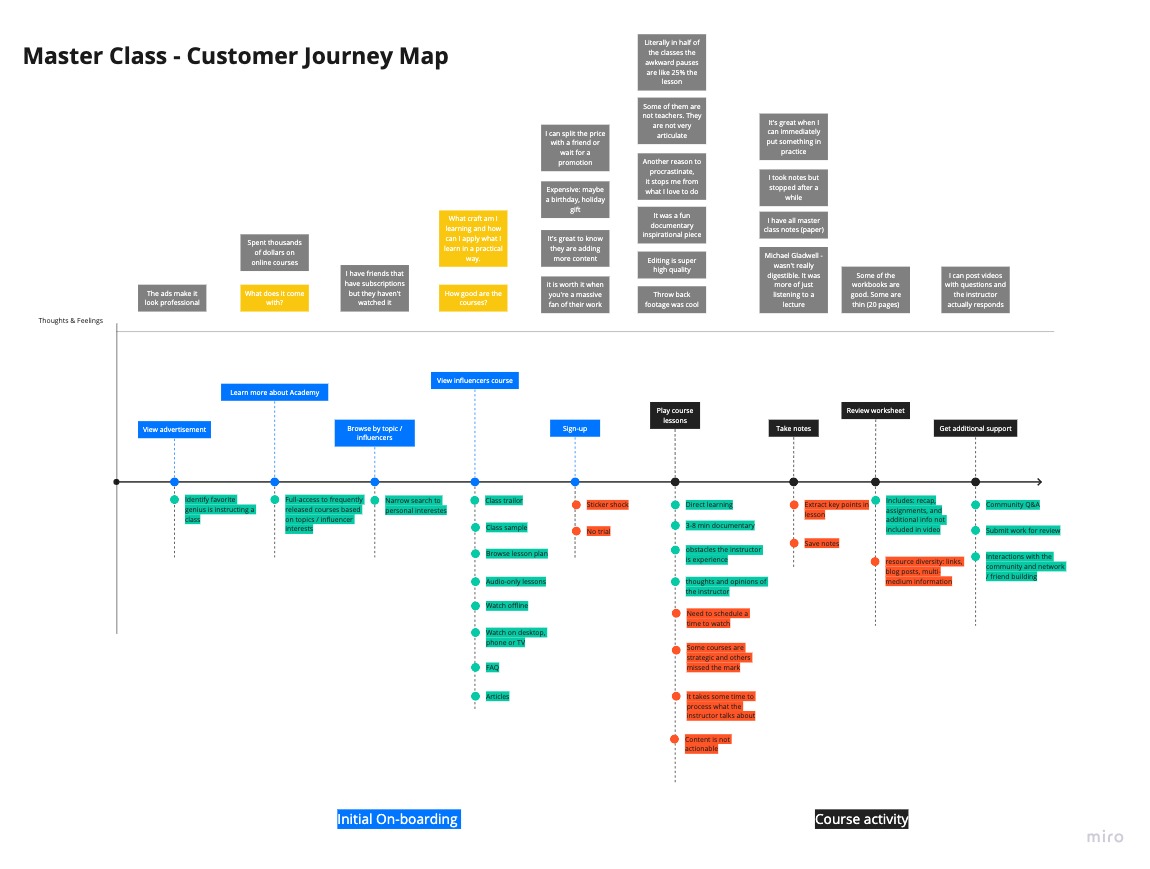 Master Class - Customer Journey Map
Literally in half of
the classes the
awkward pauses
are like 25% the
lesson
Some of them are
not teachers. They
are not very
articulate
Another reason to
procrastinate,
it stops me from
what I love to do
It was a fun
documentary
inspirational piece
Editing is super
high quality
Throw back
footage was cool
I can split the price
with a friend or
wait for a
promotion
Expensive: maybe
a birthday, holiday
gift
It's great to know
they are adding
more content
It is worth it when
you're a massive
fan of their work
It's great when I
can immediately
put something in
practice
I took notes but
stopped after a
while
I have all master
class notes (paper)
Michael Gladwell -
wasn't really
digestible. It was
more of just
listening to a
lecture
What craft am I
learning and how
can I apply what I
learn in a practical
way.
How good are the
courses?
Spent thousands
of dollars on
online courses
What does it come
with?
I have friends that
have subscriptions
but they haven't
watched it
The ads make it
look professional
Some of the
workbooks are
good. Some are
thin (20 pages)
I can post videos
with questions and
the instructor
actually responds
Thoughts & Feelings
View advertisement
Learn more about Academy
Browse by topic /
influencers
View influencers course
Sign-up
Play course
lessons
Take notes
Review worksheet
Get additional support
Identify favorite
genius is instructing a
class
Full-access to frequently
released courses based
on topics / influencer
interests
Narrow search to
personal interestes
Class trailor
Class sample
Browse lesson plan
Audio-only lessons
Watch offline
Watch on desktop,
phone or TV
FAQ
Articles
Sticker shock
No trial
Direct learning
3-8 min documentary
obstacles the instructor
is experience
thoughts and opinions of
the instructor
Need to schedule a
time to watch
Some courses are
strategic and others
missed the mark
It takes some time to
process what the
instructor talks about
Content is not
actionable
Extract key points in
lesson
Save notes
Includes: recap,
assignments, and
additional info not
included in video
resource diversity: links,
blog posts, multi-
medium information
Community Q&A
Submit work for review
Interactions with the
community and network
/ friend building
Initial On-boarding
Course activity
miro